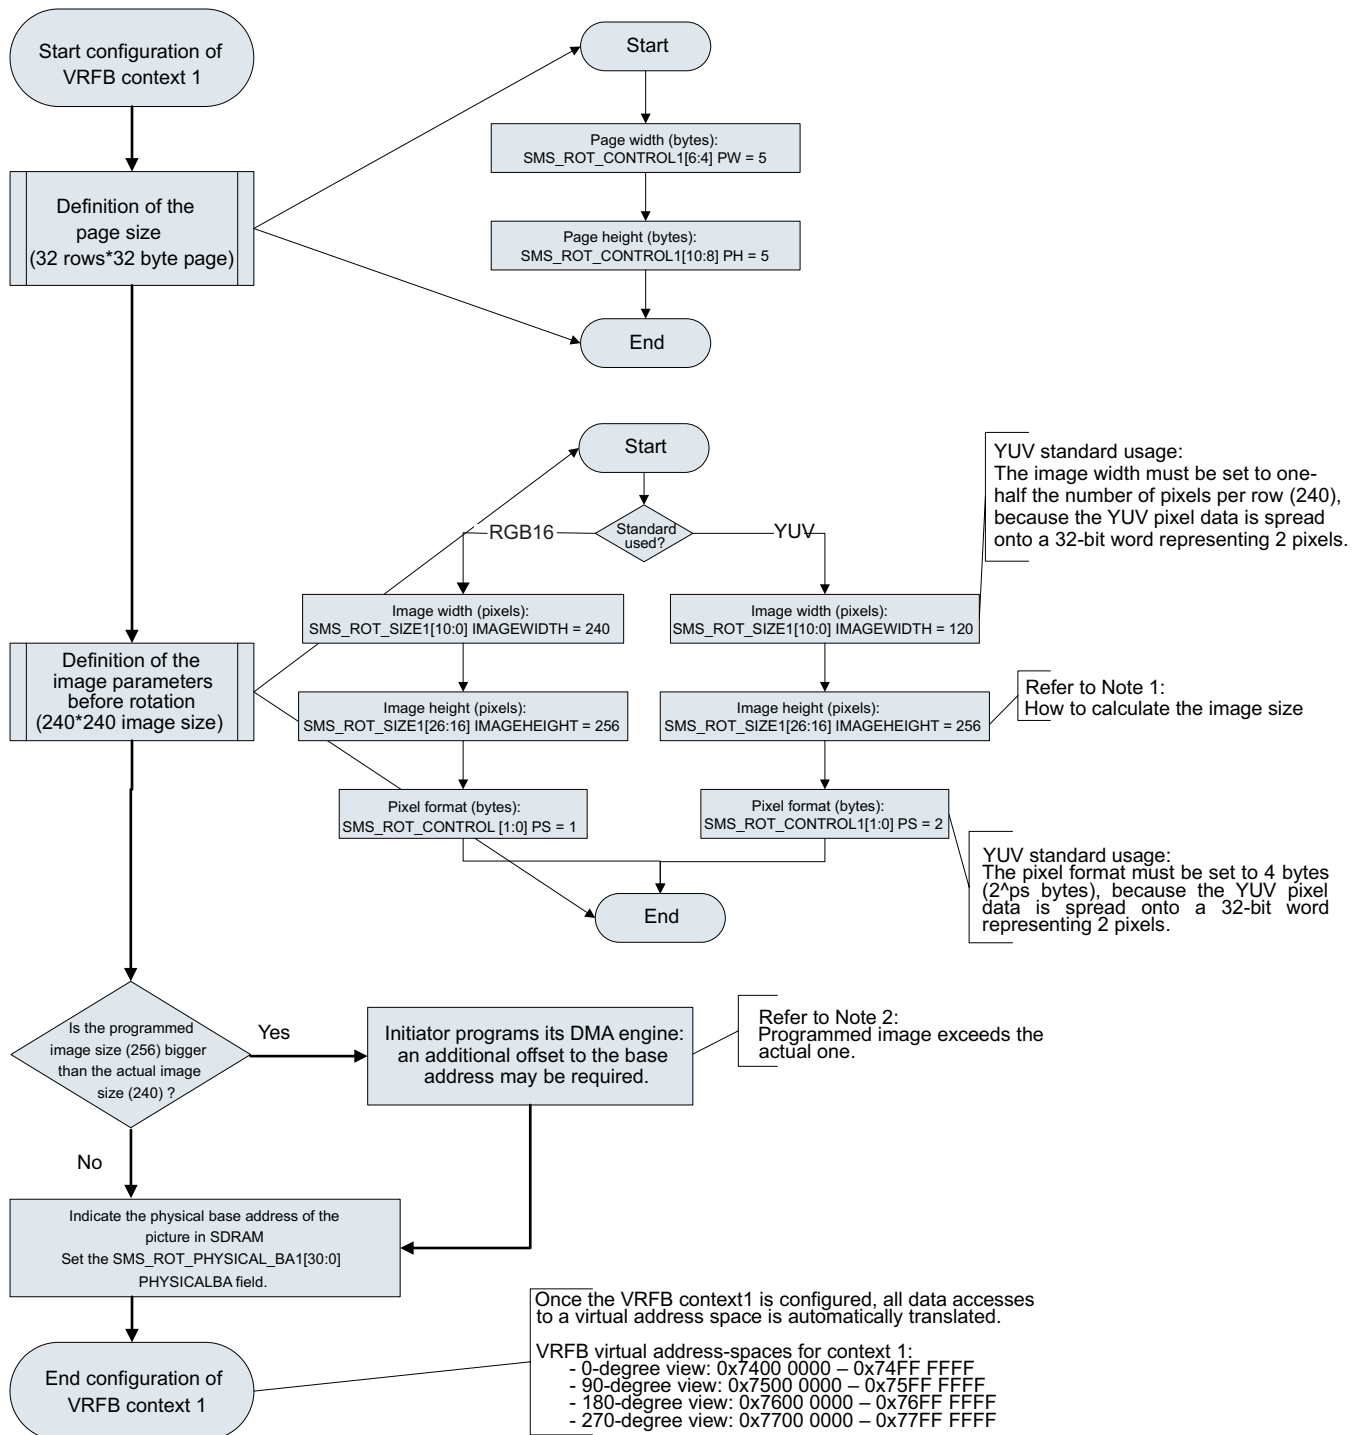 Start configuration of
VRFB context 1
Start
Page width (bytes):
SMS_ROT_CONTROL1[6:4] PW = 5
Definition of the
page size
(32 rows*32 byte page)
Page height (bytes):
SMS_ROT_CONTROL1[10:8] PH = 5
End
Start
YUV standard usage:
The image width must be set to one-
half the number of pixels per row (240),
because the YUV pixel data is spread
onto a 32-bit word representing 2 pixels.
RGB16
Standard
used?
YUV
Image width (pixels):
SMS_ROT_SIZE1[10:0] IMAGEWIDTH = 240
Image width (pixels):
SMS_ROT_SIZE1[10:0] IMAGEWIDTH = 120
Definition of the
image parameters
before rotation
(240*240 image size)
Image height (pixels):
SMS_ROT_SIZE1[26:16] IMAGEHEIGHT = 256
Image height (pixels):
SMS_ROT_SIZE1[26:16] IMAGEHEIGHT = 256
Refer to Note 1:
How to calculate the image size
Pixel format (bytes):
SMS_ROT_CONTROL [1:0] PS = 1
Pixel format (bytes):
SMS_ROT_CONTROL1[1:0] PS = 2
YUV standard usage:
The pixel format must be set to 4 bytes
(2^ps bytes), because the YUV pixel
data is spread onto a 32-bit word
representing 2 pixels.
End
Is the programmed
image size (256) bigger
than the actual image
size (240) ?
Yes
Initiator programs its DMA engine:
an additional offset to the base
address may be required.
Refer to Note 2:
Programmed image exceeds the
actual one.
No
Indicate the physical base address of the
picture in SDRAM
Set the SMS_ROT_PHYSICAL_BA1[30:0]
PHYSICALBA field.
Once the VRFB context1 is configured, all data accesses
to a virtual address space is automatically translated.
VRFB virtual address-spaces for context 1:
- 0-degree view: 0x7400 0000 – 0x74FF FFFF
- 90-degree view: 0x7500 0000 – 0x75FF FFFF
- 180-degree view: 0x7600 0000 – 0x76FF FFFF
- 270-degree view: 0x7700 0000 – 0x77FF FFFF
End configuration of
VRFB context 1